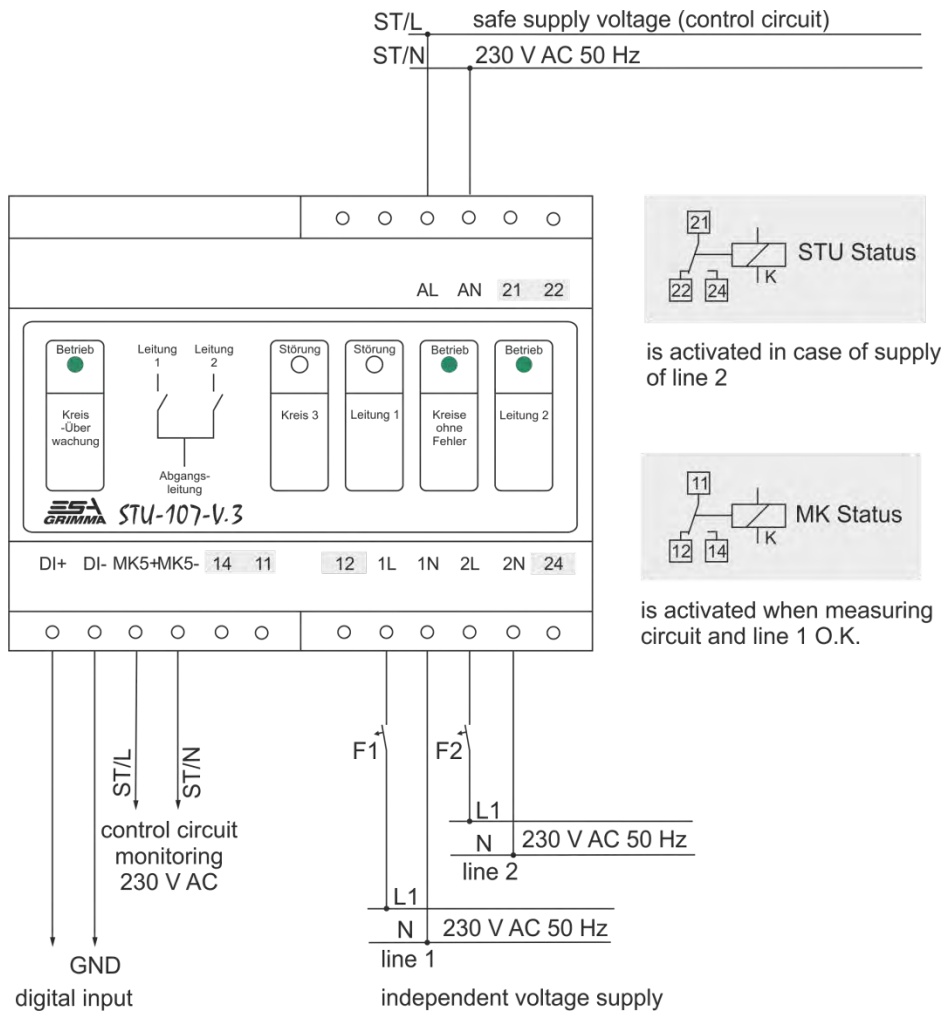 ST/L safe supply voltage (control circuit)
ST/N 230 V AC 50 Hz
AL AN 21 22
21
22 24
K
STU Status
is activated in case of supply
of line 2
Betrieb
Kreis
-Über
wachung
Leitung
1
Leitung
2
Abgangs-
leitung
Störung
Kreis 3
Störung
Leitung 1
Betrieb
Kreise
ohne
Fehler
Betrieb
Leitung 2
ESA
GRIMMA
STU-107-V.3
11
12 14
K
MK Status
is activated when measuring
circuit and line 1 O.K.
DI+ DI- MK5+MK5- 14 11 12 1L 1N 2L 2N 24
F1
F2
ST/L
ST/N
control circuit
monitoring
230 V AC
L1
N 230 V AC 50 Hz
line 2
L1
N 230 V AC 50 Hz
line 1
GND
digital input
independent voltage supply